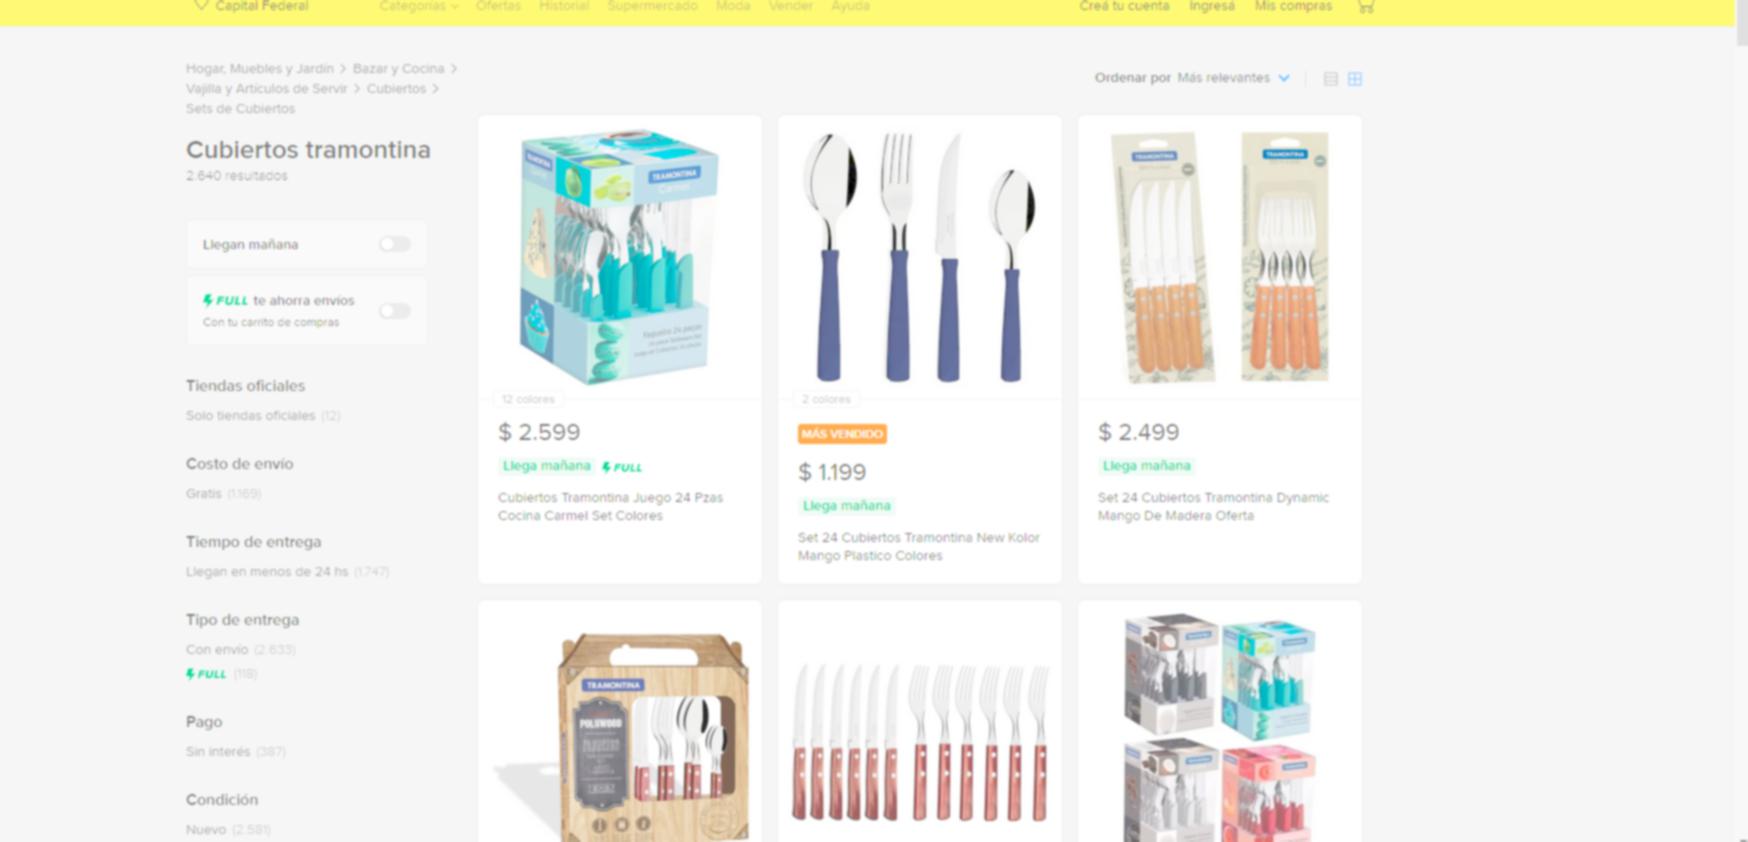 Capital Federal
Categorías Ofertas Historial Supermercado Moda Vender Ayuda
Creá tu cuenta Ingresá Mis compras
Hogar, Muebles y Jardín > Bazar y Cocina >
Vajilla y Artículos de Servir > Cubiertos >
Sets de Cubiertos
Cubiertos tramontina
2.640 resultados
Ordenar por Más relevantes
Llegan mañana
FULL te ahorra envíos
Con tu carrito de compras
Tiendas oficiales
Solo tiendas oficiales (12)
Costo de envío
Gratis (1.169)
Tiempo de entrega
Llegan en menos de 24 hs (1.747)
Tipo de entrega
Con envío (2.633)
FULL (118)
Pago
Sin interés (387)
Condición
Nuevo (2.581)
TRAMONTINA
Carmel
12 colores
$ 2.599
Llega mañana FULL
Cubiertos Tramontina Juego 24 Pzas
Cocina Carmel Set Colores
2 colores
MÁS VENDIDO
$ 1.199
Llega mañana
Set 24 Cubiertos Tramontina New Kolor
Mango Plastico Colores
TRAMONTINA
TRAMONTINA
$ 2.499
Llega mañana
Set 24 Cubiertos Tramontina Dynamic
Mango De Madera Oferta
TRAMONTINA
POLYWOOD